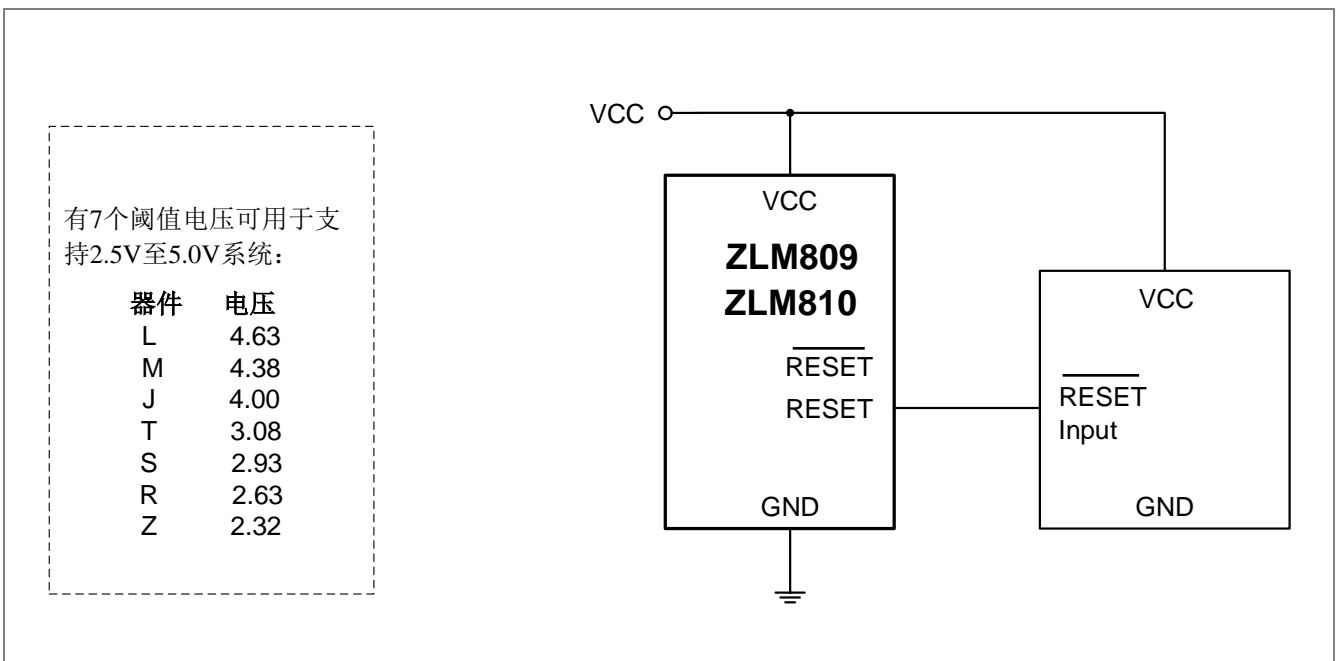 有7个阈值电压可用于支
持2.5V至5.0V系统：
器件 电压
L 4.63
M 4.38
J 4.00
T 3.08
S 2.93
R 2.63
Z 2.32
VCC
VCC
ZLM809
ZLM810
RESET
RESET
GND
VCC
RESET
Input
GND